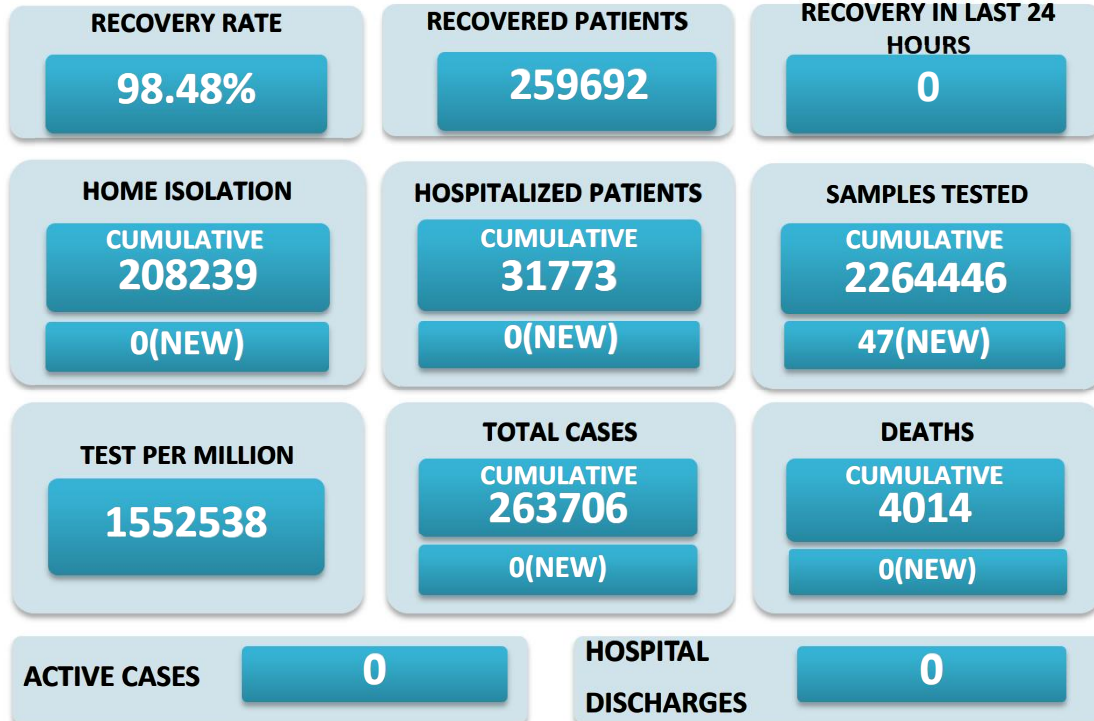 RECOVERY RATE
98.48%
RECOVERED PATIENTS
259692
RECOVERY IN LAST 24
HOURS
0
HOME ISOLATION
CUMULATIVE
208239
0(NEW)
HOSPITALIZED PATIENTS
CUMULATIVE
31773
0(NEW)
SAMPLES TESTED
CUMULATIVE
2264446
47(NEW)
TEST PER MILLION
1552538
TOTAL CASES
CUMULATIVE
263706
0(NEW)
DEATHS
CUMULATIVE
4014
0(NEW)
ACTIVE CASES
0
HOSPITAL
DISCHARGES
0